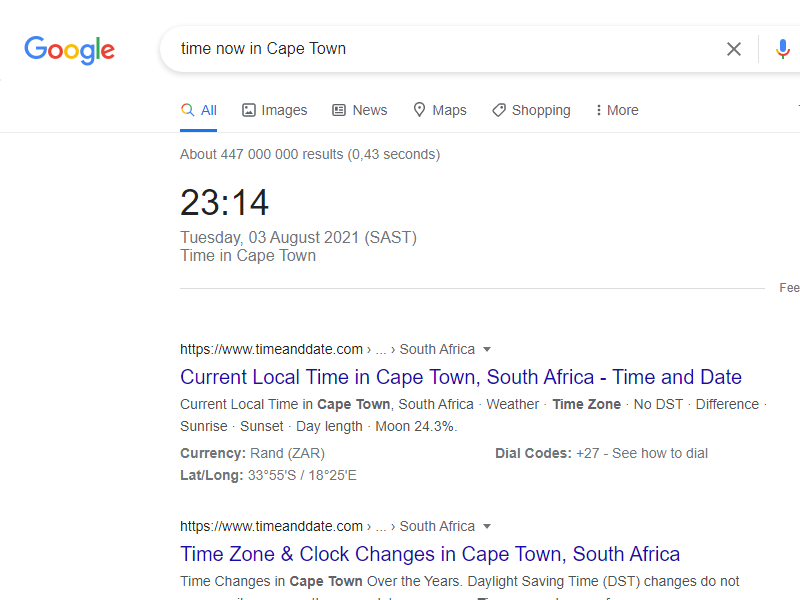 Google
time now in Cape Town
All Images News Maps Shopping More
About 447 000 000 results (0,43 seconds)
23:14
Tuesday, 03 August 2021 (SAST)
Time in Cape Town
Fee
https://www.timeanddate.com › ... › South Africa
Current Local Time in Cape Town, South Africa - Time and Date
Current Local Time in Cape Town, South Africa · Weather · Time Zone · No DST · Difference ·
Sunrise · Sunset · Day length · Moon 24.3%.
Currency: Rand (ZAR) Dial Codes: +27 - See how to dial
Lat/Long: 33°55'S / 18°25'E
https://www.timeanddate.com › ... › South Africa
Time Zone & Clock Changes in Cape Town, South Africa
Time Changes in Cape Town Over the Years. Daylight Saving Time (DST) changes do not